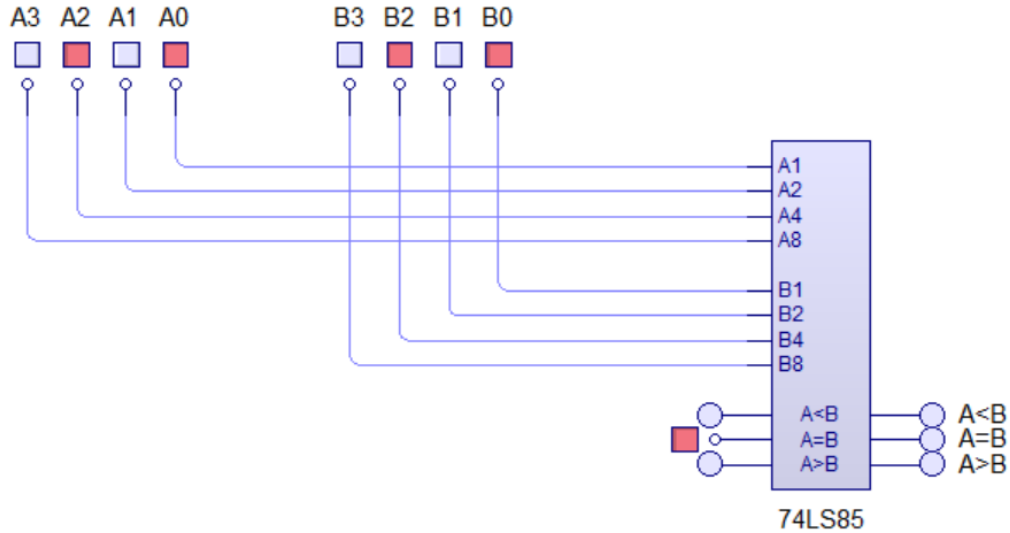 A3 A2 A1 A0 B3 B2 B1 B0
A1
A2
A4
A8
B1
B2
B4
B8
A<B A<B
A=B A=B
A>B A>B
74LS85